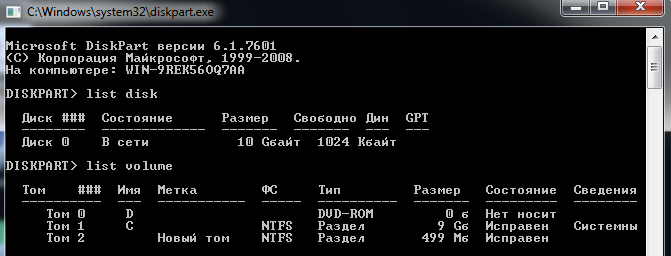 C:\Windows\system32\diskpart.exe
Microsoft DiskPart версии 6.1.7601
(C) Корпорация Майкрософт, 1999-2008.
На компьютере: WIN-9REK56OQ7AA
DISKPART> list disk
Диск ### Состояние Размер Свободно Дин GPT
-------- ------------- ------- ------- --- ---
Диск 0 В сети 10 Gбайт 1024 Kбайт
DISKPART> list volume
Том ### Имя Метка ФС Тип Размер Состояние Сведения
---------- --- ----------- ----- ---------- ------- --------- --------
Том 0 D DVD-ROM 0 б Нет носит
Том 1 C NTFS Раздел 9 Gб Исправен Системны
Том 2 Новый том NTFS Раздел 499 Mб Исправен